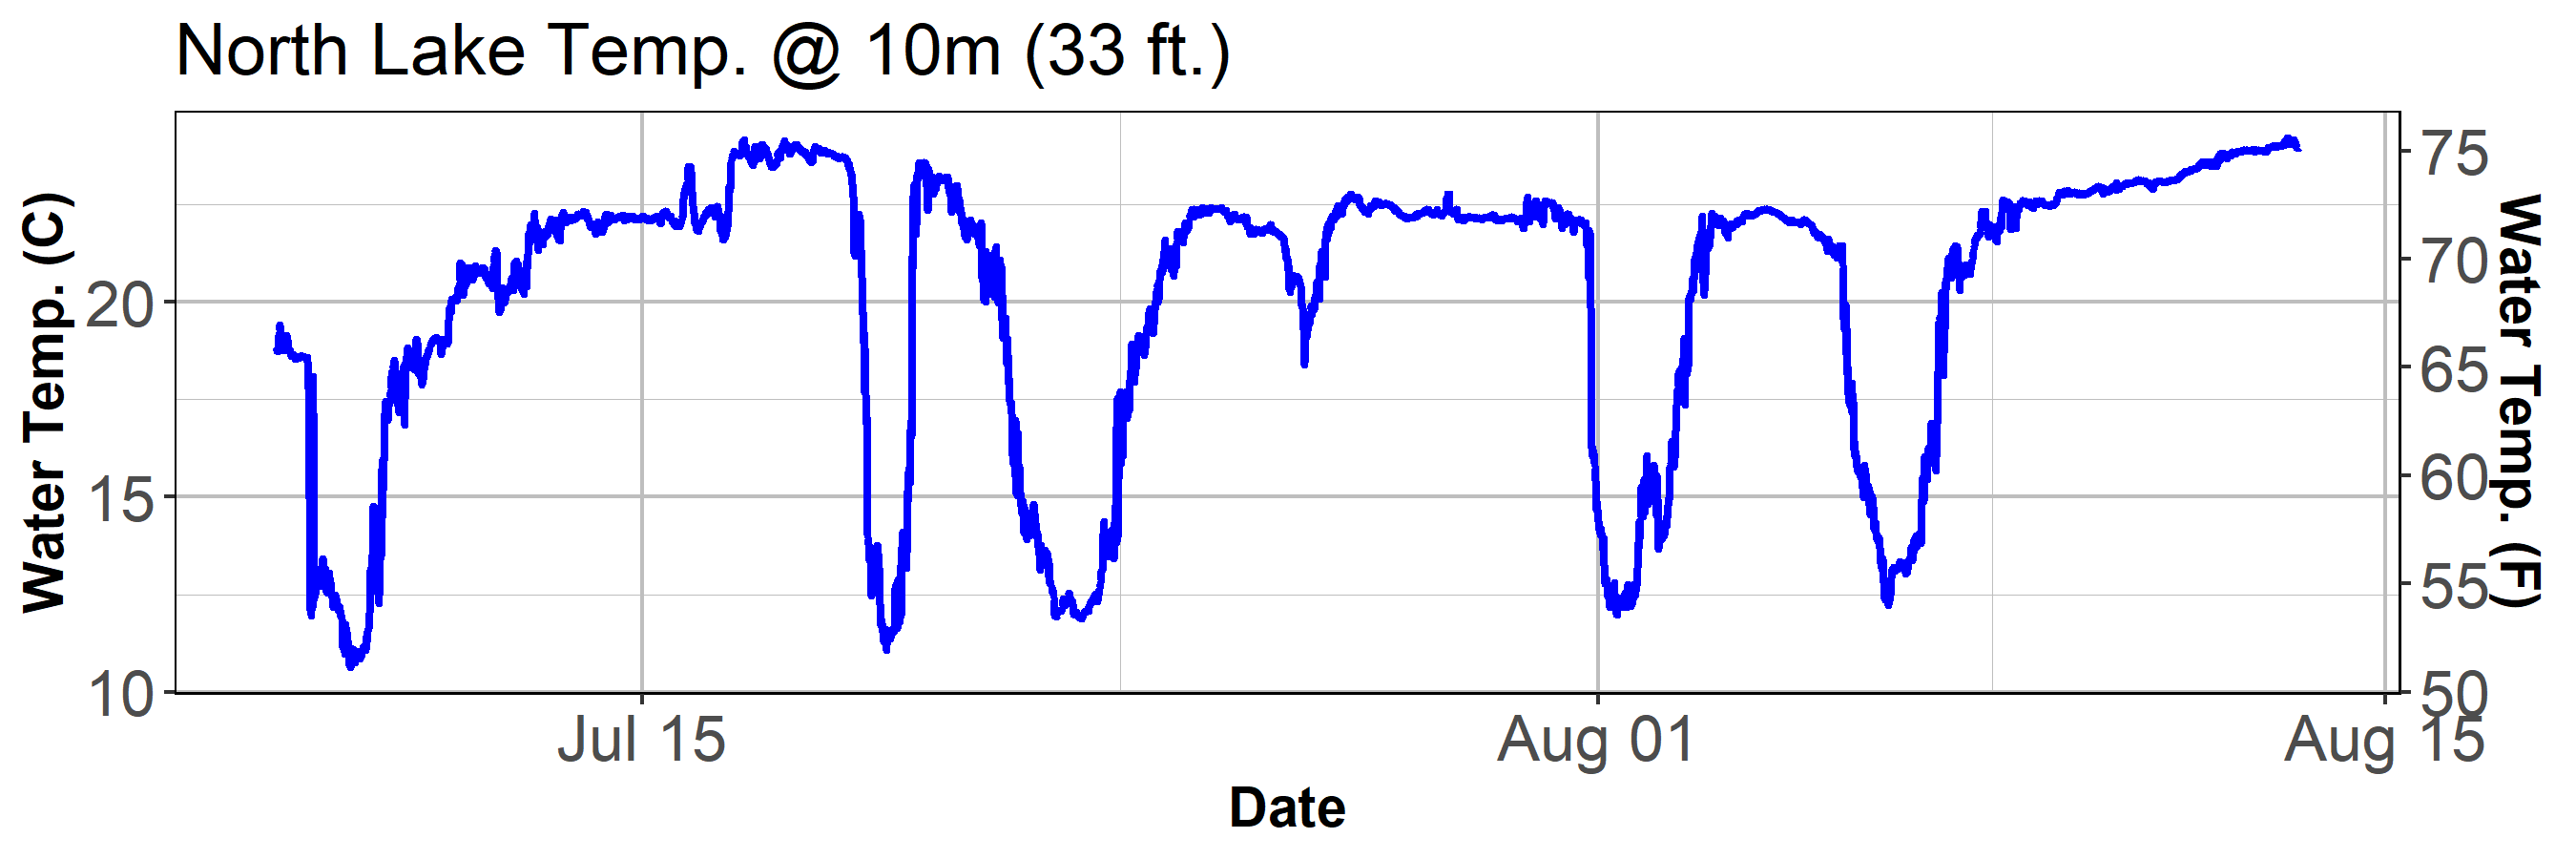 North Lake Temp. @ 10m (33 ft.)
Water Temp. (C)
20
15
10
75
70
65
60
55
50
Water Temp. (F)
Jul 15
Aug 01
Aug 15
Date